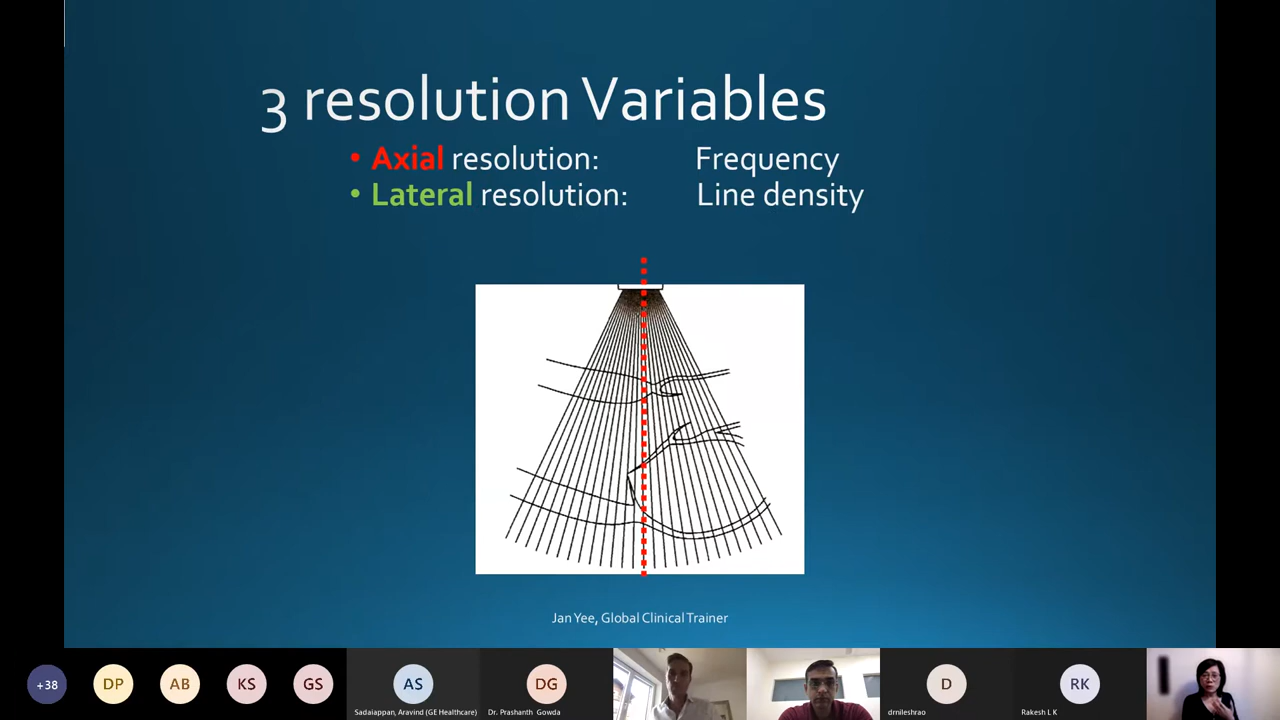 3 resolution Variables
• Axial resolution: Frequency
• Lateral resolution: Line density
Jan Yee, Global Clinical Trainer
+38
DP
AB
KS
GS
AS
Sadaiappan, Aravind (GE Healthcare)
DG
Dr. Prashanth Gowda
D
drnileshrao
RK
Rakesh L K